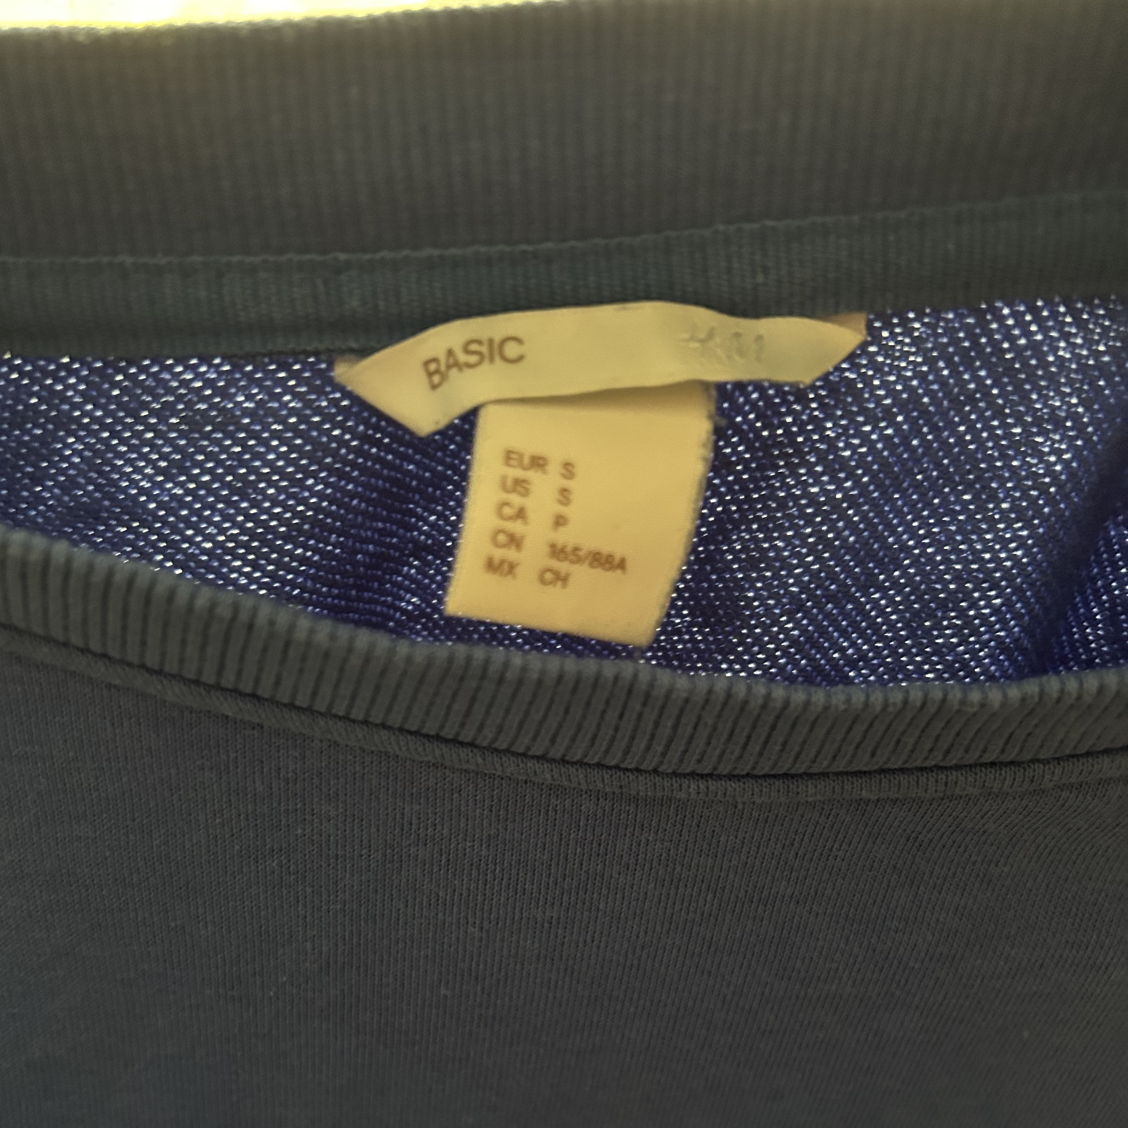 BASIC
EUR S
US S
CA P
CN 165/88A
MX CH